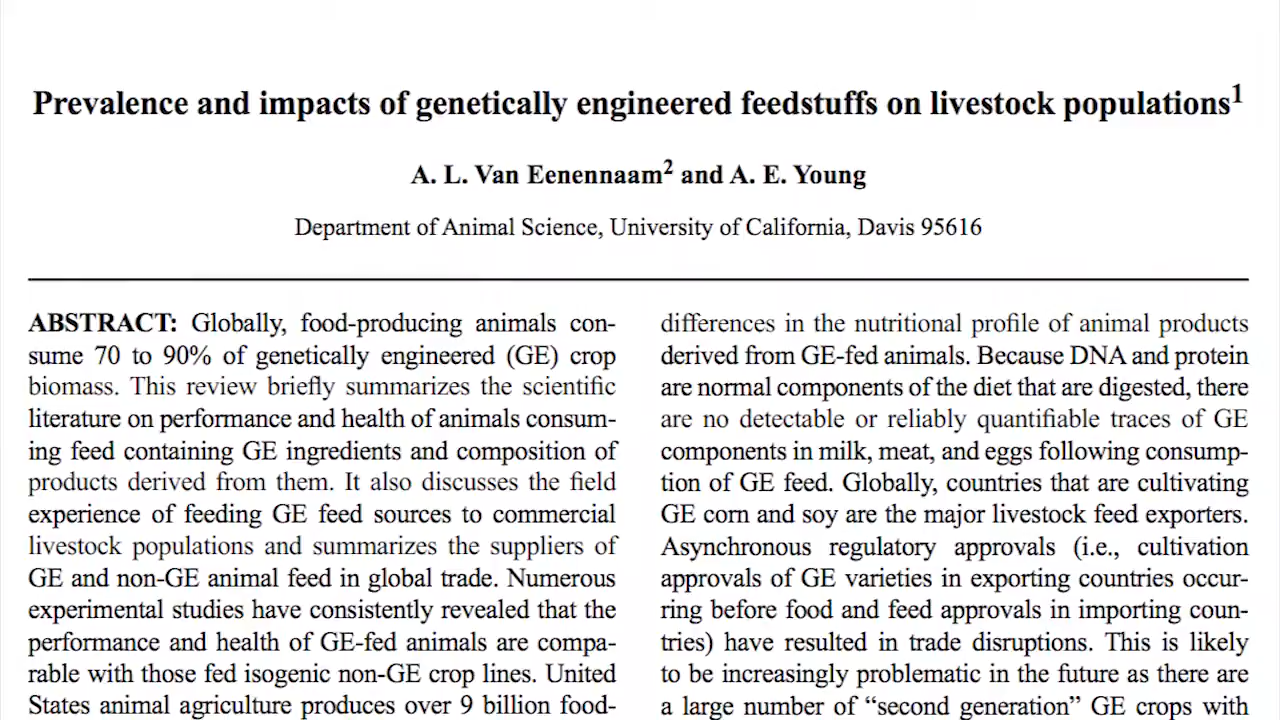 Prevalence and impacts of genetically engineered feedstuffs on livestock populations1
A. L. Van Eenennaam2 and A. E. Young
Department of Animal Science, University of California, Davis 95616
ABSTRACT: Globally, food-producing animals con-
sume 70 to 90% of genetically engineered (GE) crop
biomass. This review briefly summarizes the scientific
literature on performance and health of animals consum-
ing feed containing GE ingredients and composition of
products derived from them. It also discusses the field
experience of feeding GE feed sources to commercial
livestock populations and summarizes the suppliers of
GE and non-GE animal feed in global trade. Numerous
experimental studies have consistently revealed that the
performance and health of GE-fed animals are compa-
rable with those fed isogenic non-GE crop lines. United
States animal agriculture produces over 9 billion food-
differences in the nutritional profile of animal products
derived from GE-fed animals. Because DNA and protein
are normal components of the diet that are digested, there
are no detectable or reliably quantifiable traces of GE
components in milk, meat, and eggs following consump-
tion of GE feed. Globally, countries that are cultivating
GE corn and soy are the major livestock feed exporters.
Asynchronous regulatory approvals (i.e., cultivation
approvals of GE varieties in exporting countries occur-
ring before food and feed approvals in importing coun-
tries) have resulted in trade disruptions. This is likely
to be increasingly problematic in the future as there are
a large number of “second generation” GE crops with